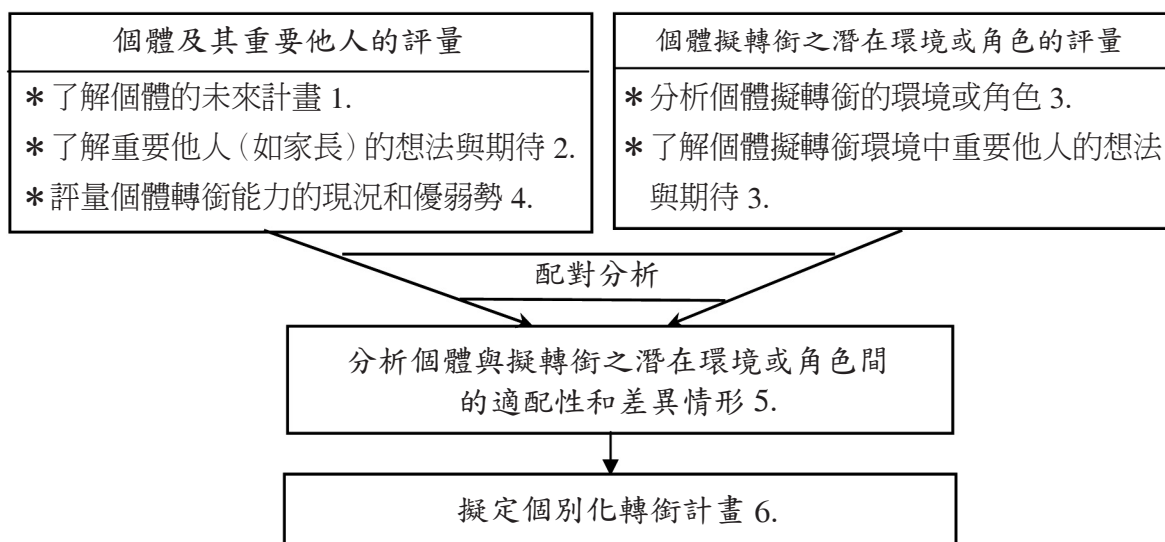 個體及其重要他人的評量
＊了解個體的未來計畫 1.
＊了解重要他人（如家長）的想法與期待 2.
＊評量個體轉銜能力的現況和優弱勢 4.
個體擬轉銜之潛在環境或角色的評量
＊分析個體擬轉銜的環境或角色 3.
＊了解個體擬轉銜環境中重要他人的想法
與期待 3.
配對分析
分析個體與擬轉銜之潛在環境或角色間
的適配性和差異情形 5.
擬定個別化轉銜計畫 6.